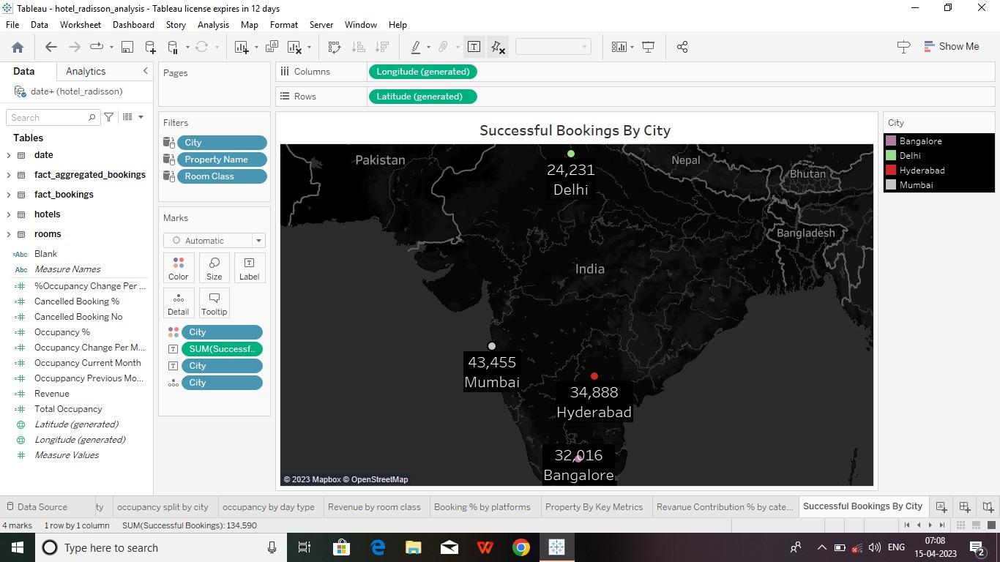 Tableau - hotel_radisson_analysis - Tableau license expires in 12 days
File Data Worksheet Dashboard Story Analysis Map Format Server Window Help
Show Me
Data Analytics
date+ (hotel_radisson)
Search
Tables
date
fact_aggregated_bookings
fact_bookings
hotels
rooms
=Abc Blank
Abc Measure Names
%Occupancy Change Per ...
Cancelled Booking %
Cancelled Booking No
Occupancy %
Occupancy Change Per M...
Occupancy Current Month
Occuppancy Previous Mo...
Revenue
Total Occupancy
Latitude (generated)
Longitude (generated)
Measure Values
Pages
Filters
City
Property Name
Room Class
Marks
Automatic
Color Size Label
Detail Tooltip
City
SUM(Successf..
City
City
Columns Longitude (generated)
Rows Latitude (generated)
Successful Bookings By City
Pakistan
Nepal
Bhutan
Bangladesh
India
24,231
Delhi
43,455
Mumbai
34,888
Hyderabad
32,016
Bangalore
© 2023 Mapbox © OpenStreetMap
City
Bangalore
Delhi
Hyderabad
Mumbai
Data Source ty occupancy split by city occupancy by day type Revenue by room class Booking % by platforms Property By Key Metrics Revanue Contribution % by cate... Successful Bookings By City
4 marks 1 row by 1 column SUM(Successful Bookings): 134,590
Type here to search
ENG
07:08
15-04-2023
2